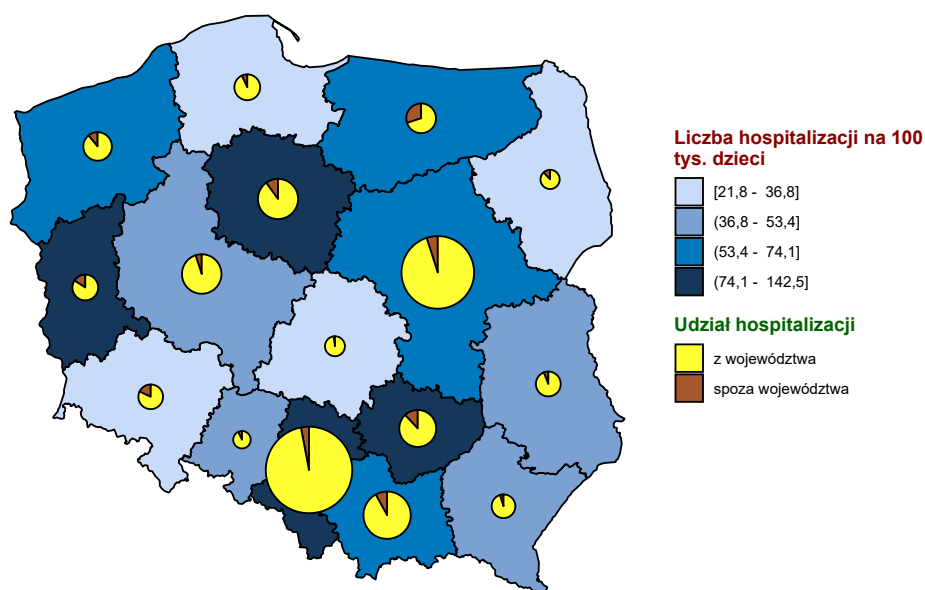 Liczba hospitalizacji na 100
tys. dzieci
[21,8 - 36,8]
(36,8 - 53,4]
(53,4 - 74,1]
(74,1 - 142,5]
Udział hospitalizacji
z województwa
spoza województwa